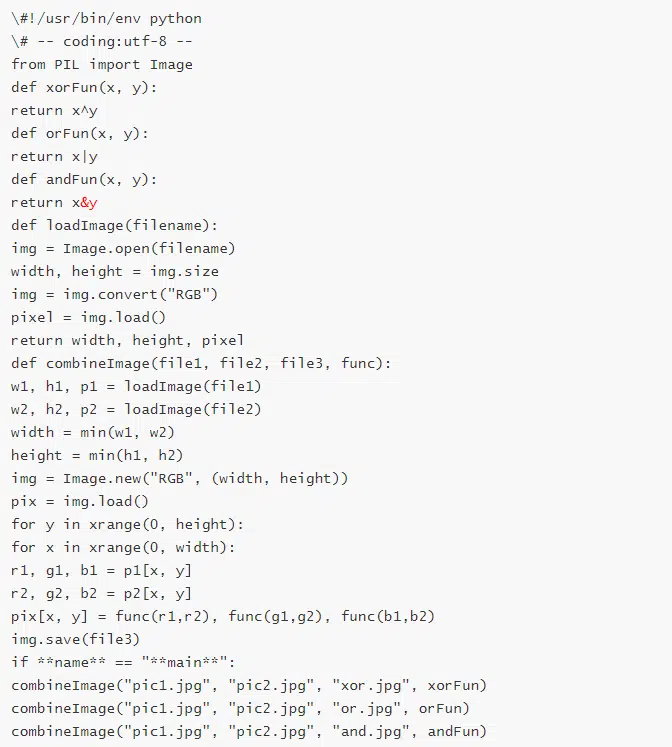 \#!/usr/bin/env python
\# -- coding:utf-8 --
from PIL import Image
def xorFun(x, y):
return x^y
def orFun(x, y):
return x|y
def andFun(x, y):
return x&y
def loadImage(filename):
img = Image.open(filename)
width, height = img.size
img = img.convert("RGB")
pixel = img.load()
return width, height, pixel
def combineImage(file1, file2, file3, func):
w1, h1, p1 = loadImage(file1)
w2, h2, p2 = loadImage(file2)
width = min(w1, w2)
height = min(h1, h2)
img = Image.new("RGB", (width, height))
pix = img.load()
for y in xrange(0, height):
for x in xrange(0, width):
r1, g1, b1 = p1[x, y]
r2, g2, b2 = p2[x, y]
pix[x, y] = func(r1,r2), func(g1,g2), func(b1,b2)
img.save(file3)
if **name** == "**main**":
combineImage("pic1.jpg", "pic2.jpg", "xor.jpg", xorFun)
combineImage("pic1.jpg", "pic2.jpg", "or.jpg", orFun)
combineImage("pic1.jpg", "pic2.jpg", "and.jpg", andFun)